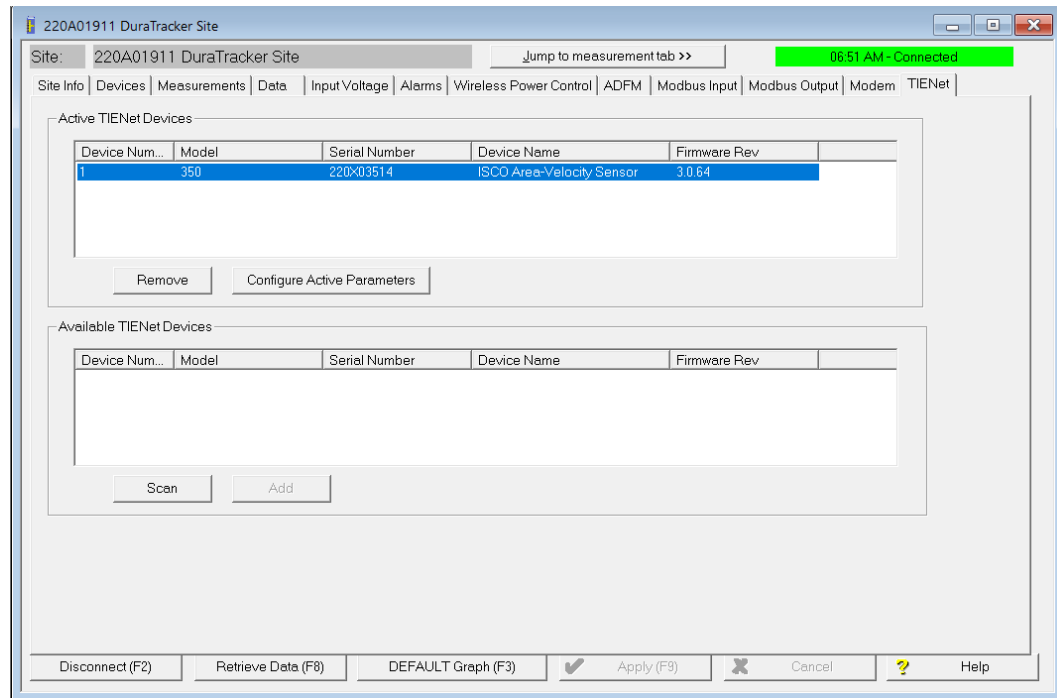 220A01911 DuraTracker Site
Site: 220A01911 DuraTracker Site Jump to measurement tab >> 06:51 AM - Connected
Site Info Devices Measurements Data Input Voltage Alarms Wireless Power Control ADFM Modbus Input Modbus Output Modem TIENet
Active TIENet Devices
Device Num... Model Serial Number Device Name Firmware Rev
1 350 220X03514 ISCO Area-Velocity Sensor 3.0.64
Remove Configure Active Parameters
Available TIENet Devices
Device Num... Model Serial Number Device Name Firmware Rev
Scan Add
Disconnect (F2) Retrieve Data (F8) DEFAULT Graph (F3) Apply (F9) Cancel Help